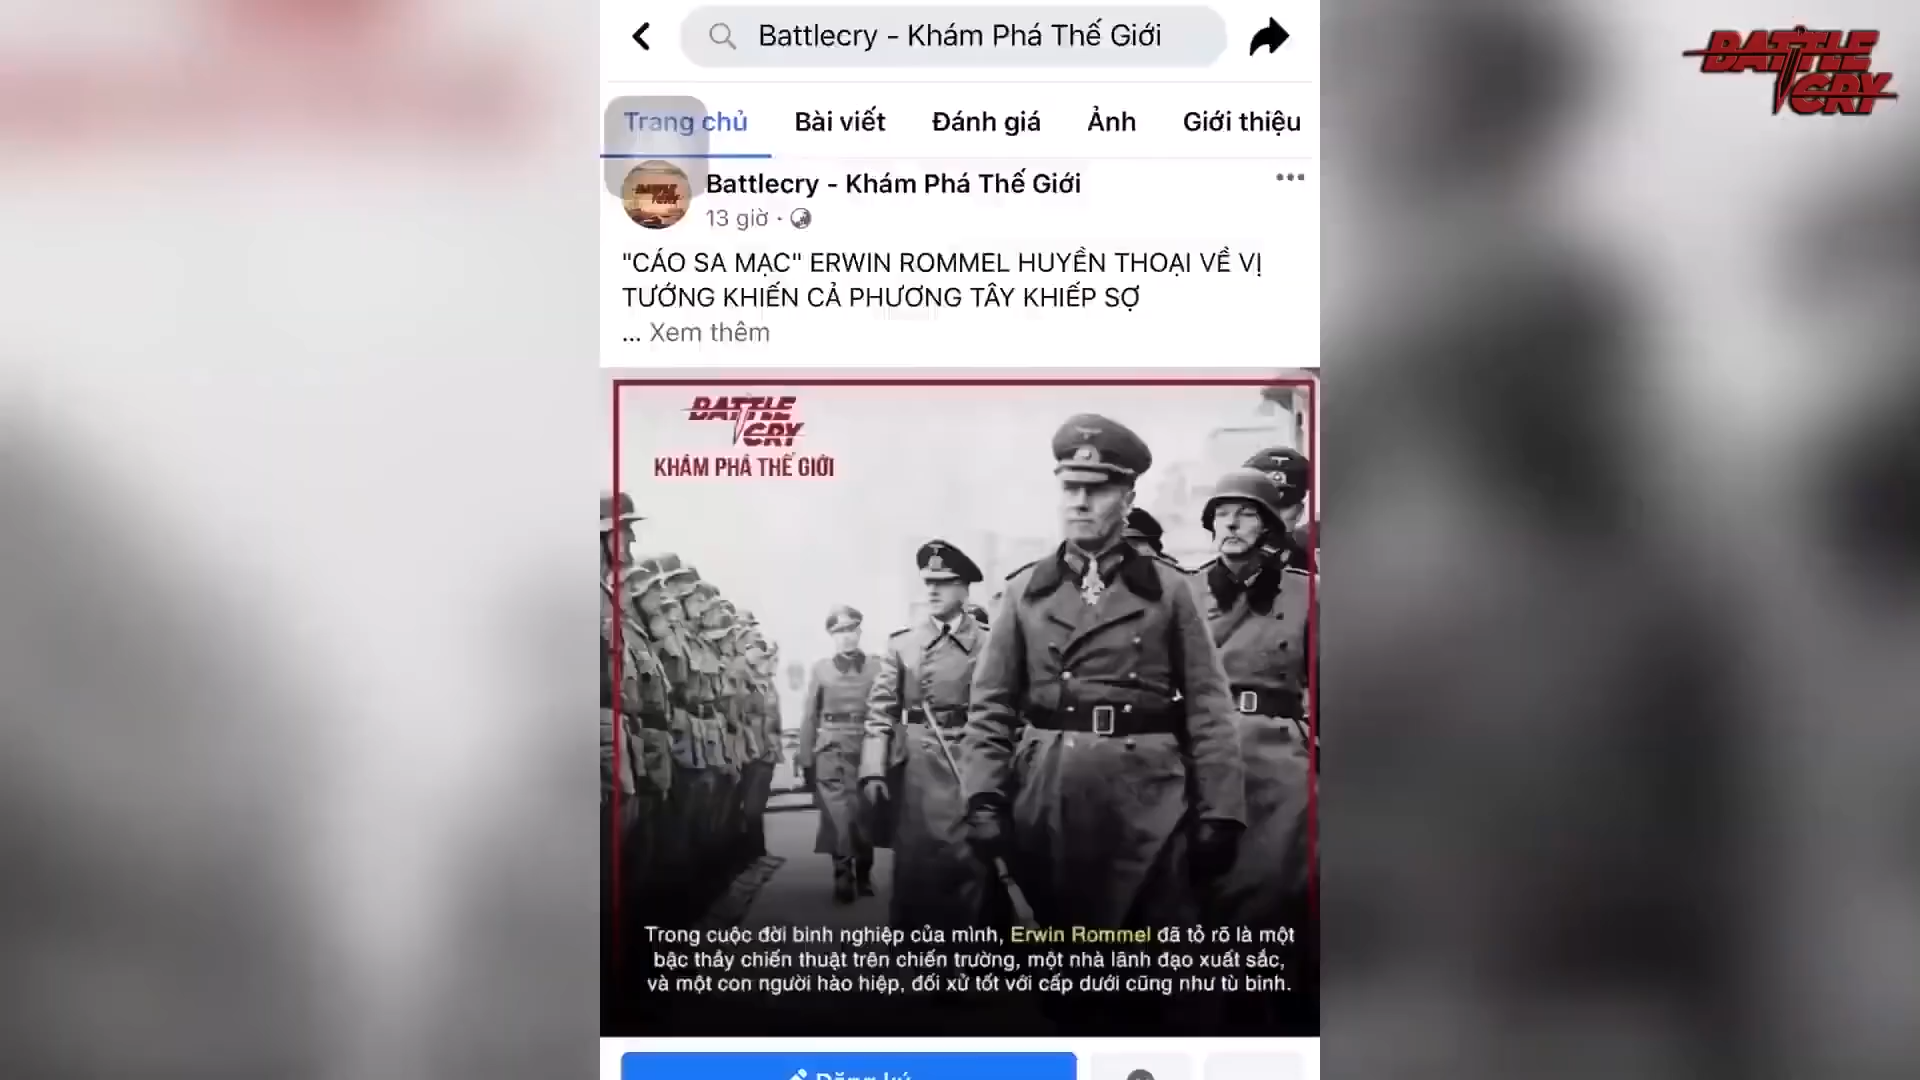 Battlecry - Khám Phá Thế Giới
BATTLE
CRY
Trang chủ Bài viết Đánh giá Ảnh Giới thiệu
Battlecry - Khám Phá Thế Giới
13 giờ ·
"CÁO SA MẠC" ERWIN ROMMEL HUYỀN THOẠI VỀ VỊ
TƯỚNG KHIẾN CẢ PHƯƠNG TÂY KHIẾP SỢ
... Xem thêm
BATTLE
CRY
KHÁM PHÁ THẾ GIỚI
Trong cuộc đời binh nghiệp của mình, Erwin Rommel đã tỏ rõ là một
bậc thầy chiến thuật trên chiến trường, một nhà lãnh đạo xuất sắc,
và một con người hào hiệp, đối xử tốt với cấp dưới cũng như tù binh.